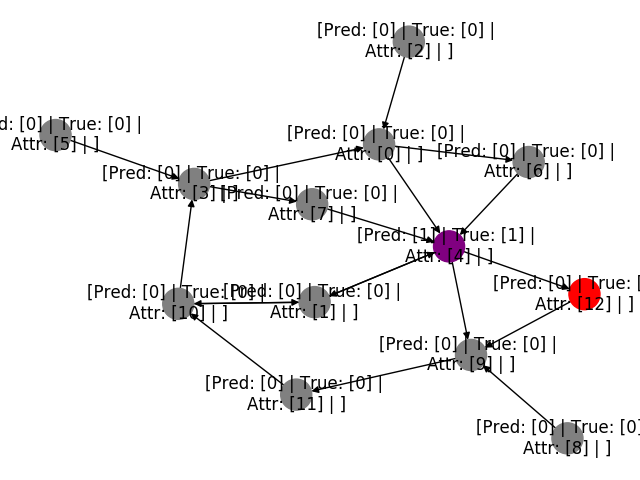 [Pred: [0] | True: [0] |
Attr: [2] | ]
d: [0] | True: [0] |
Attr: [5] | ]
[Pred: [0] | True: [0] |
Attr: [0] | ]
[Pred: [0] | True: [0] |
Attr: [6] | ]
[Pred: [0] | True: [0] |
Attr: [3] | ]
[Pred: [0] | True: [0] |
Attr: [7] | ]
[Pred: [1] | True: [1] |
Attr: [4] | ]
[Pred: [0] | True: [0] |
Attr: [10] | ]
[Pred: [0] | True: [0] |
Attr: [1] | ]
[Pred: [0] | True: [
Attr: [12] | ]
[Pred: [0] | True: [0] |
Attr: [9] | ]
[Pred: [0] | True: [0] |
Attr: [11] | ]
[Pred: [0] | True: [0]
Attr: [8] | ]